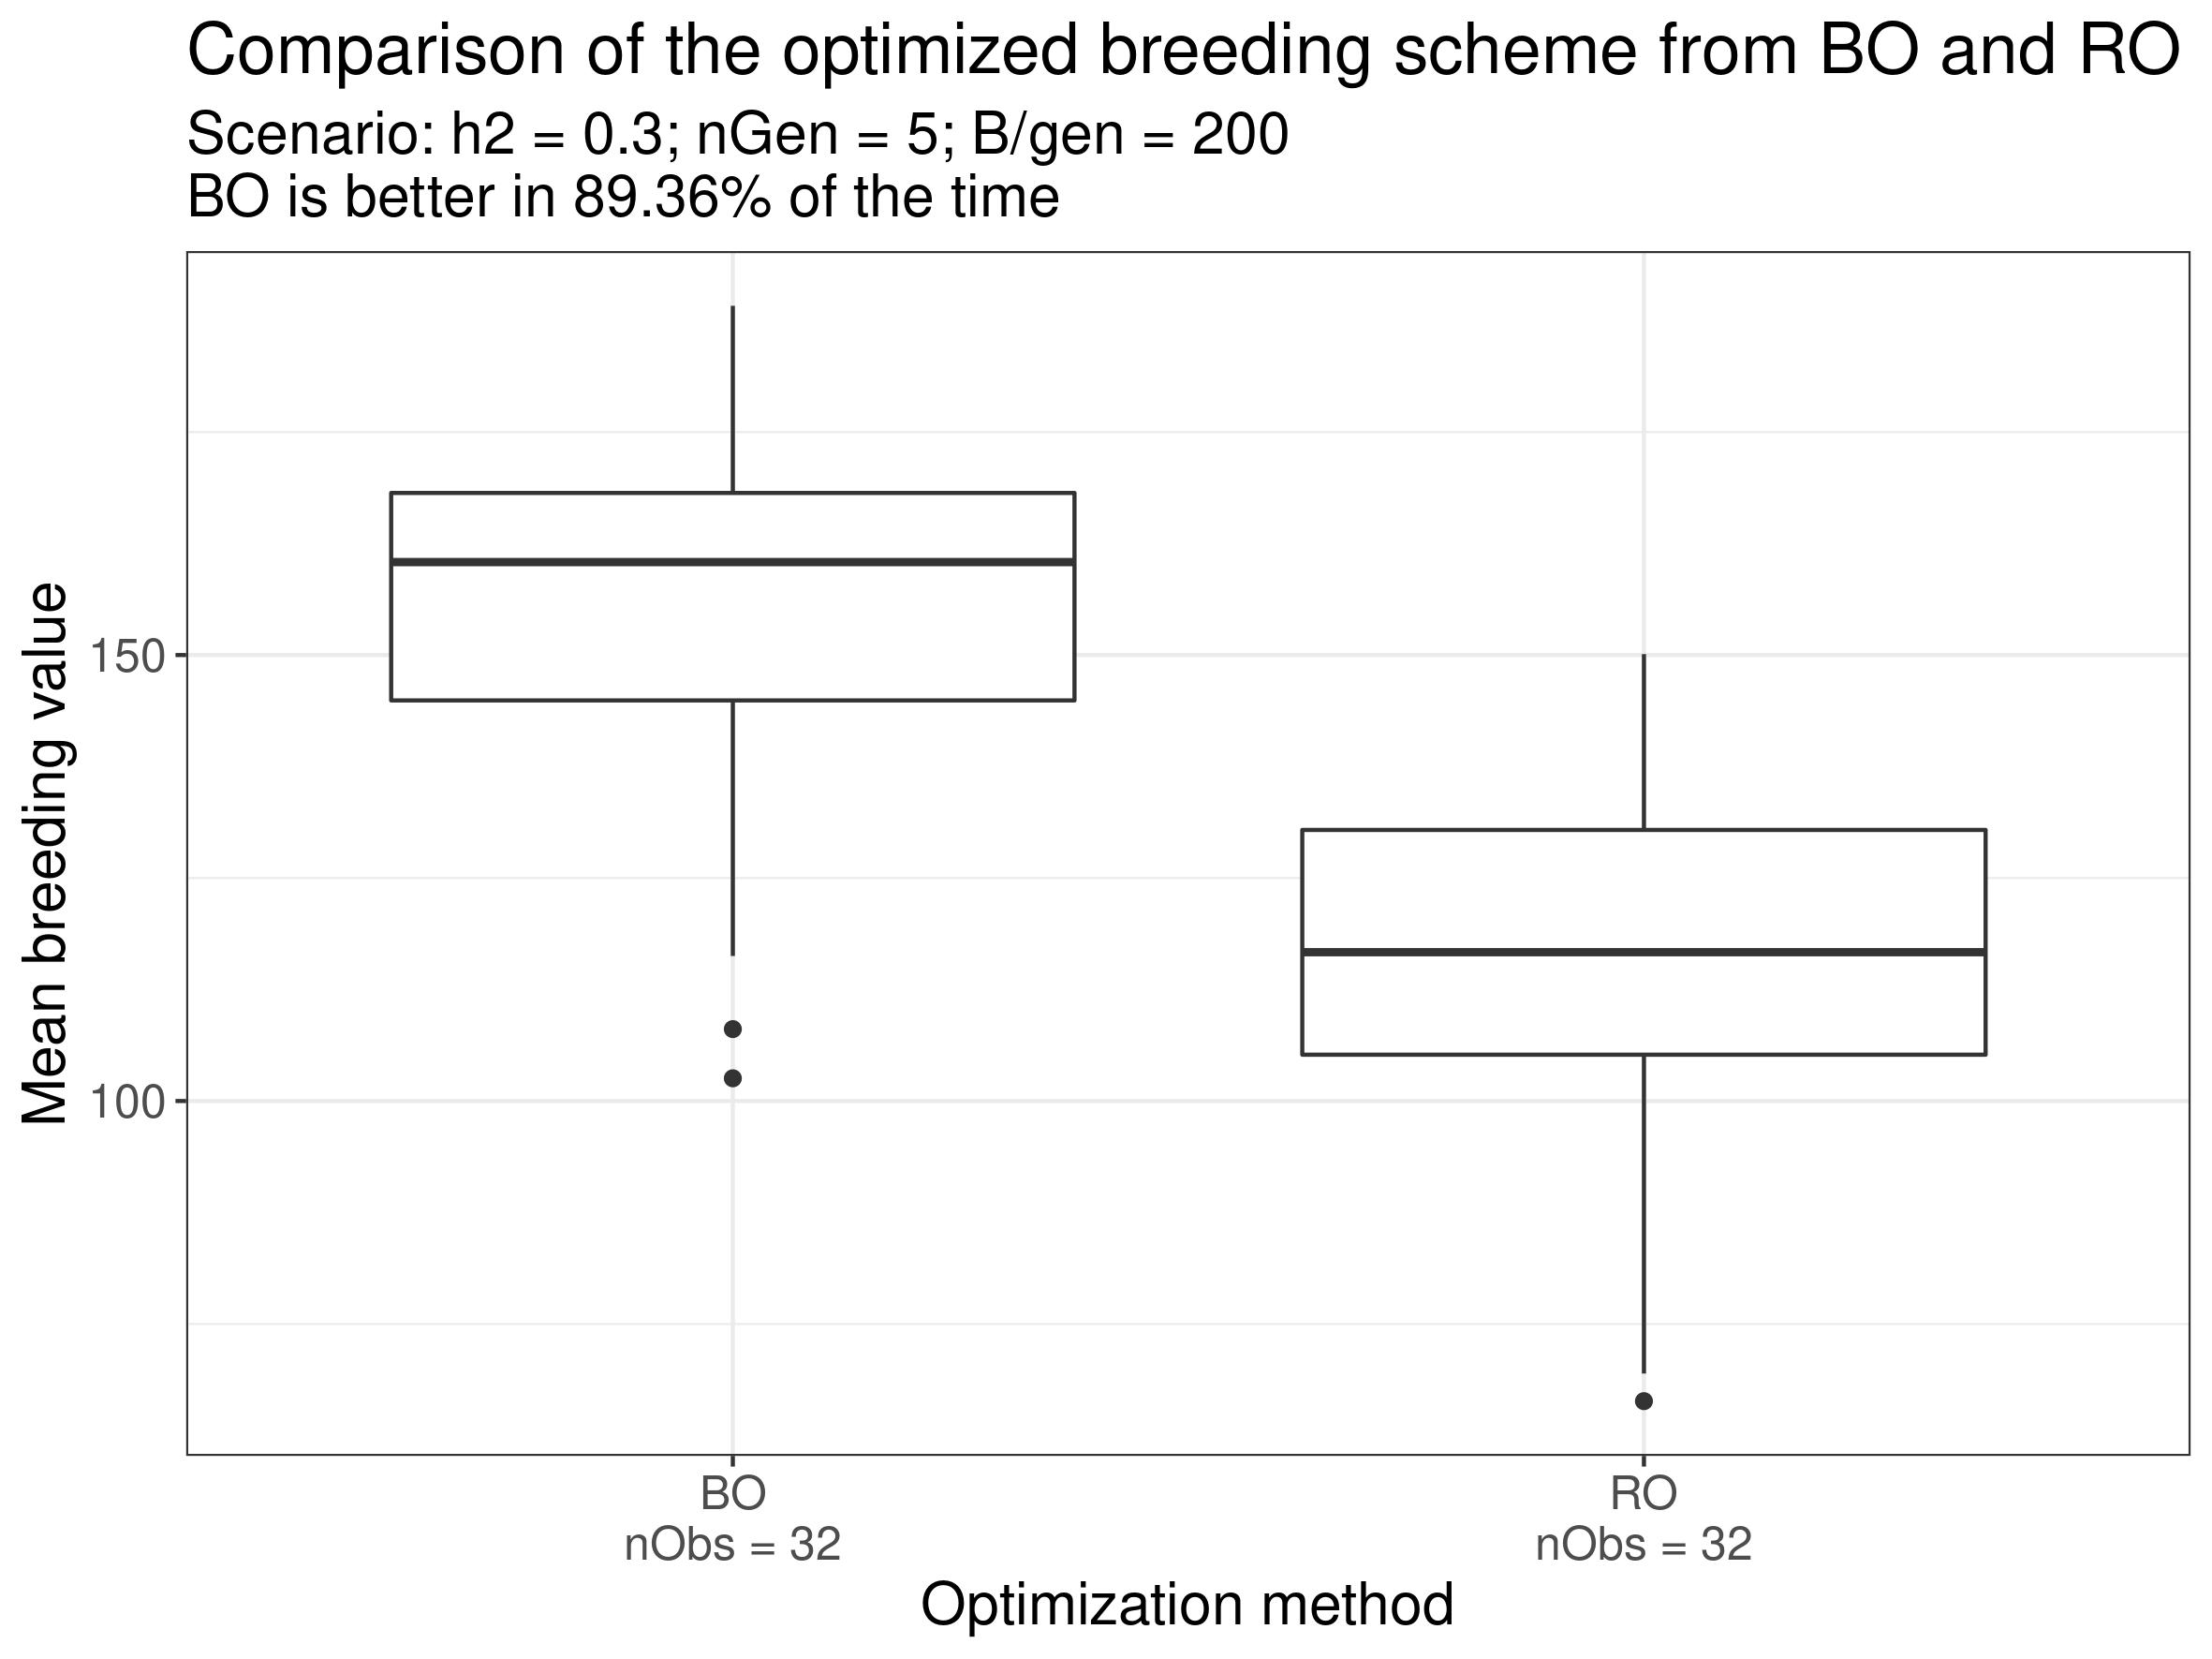 Comparison of the optimized breeding scheme from BO and RO
Scenario: h2 = 0.3; nGen = 5; B/gen = 200
BO is better in 89.36% of the time
Mean breeding value
150
100
BO
nObs = 32
RO
nObs = 32
Optimization method